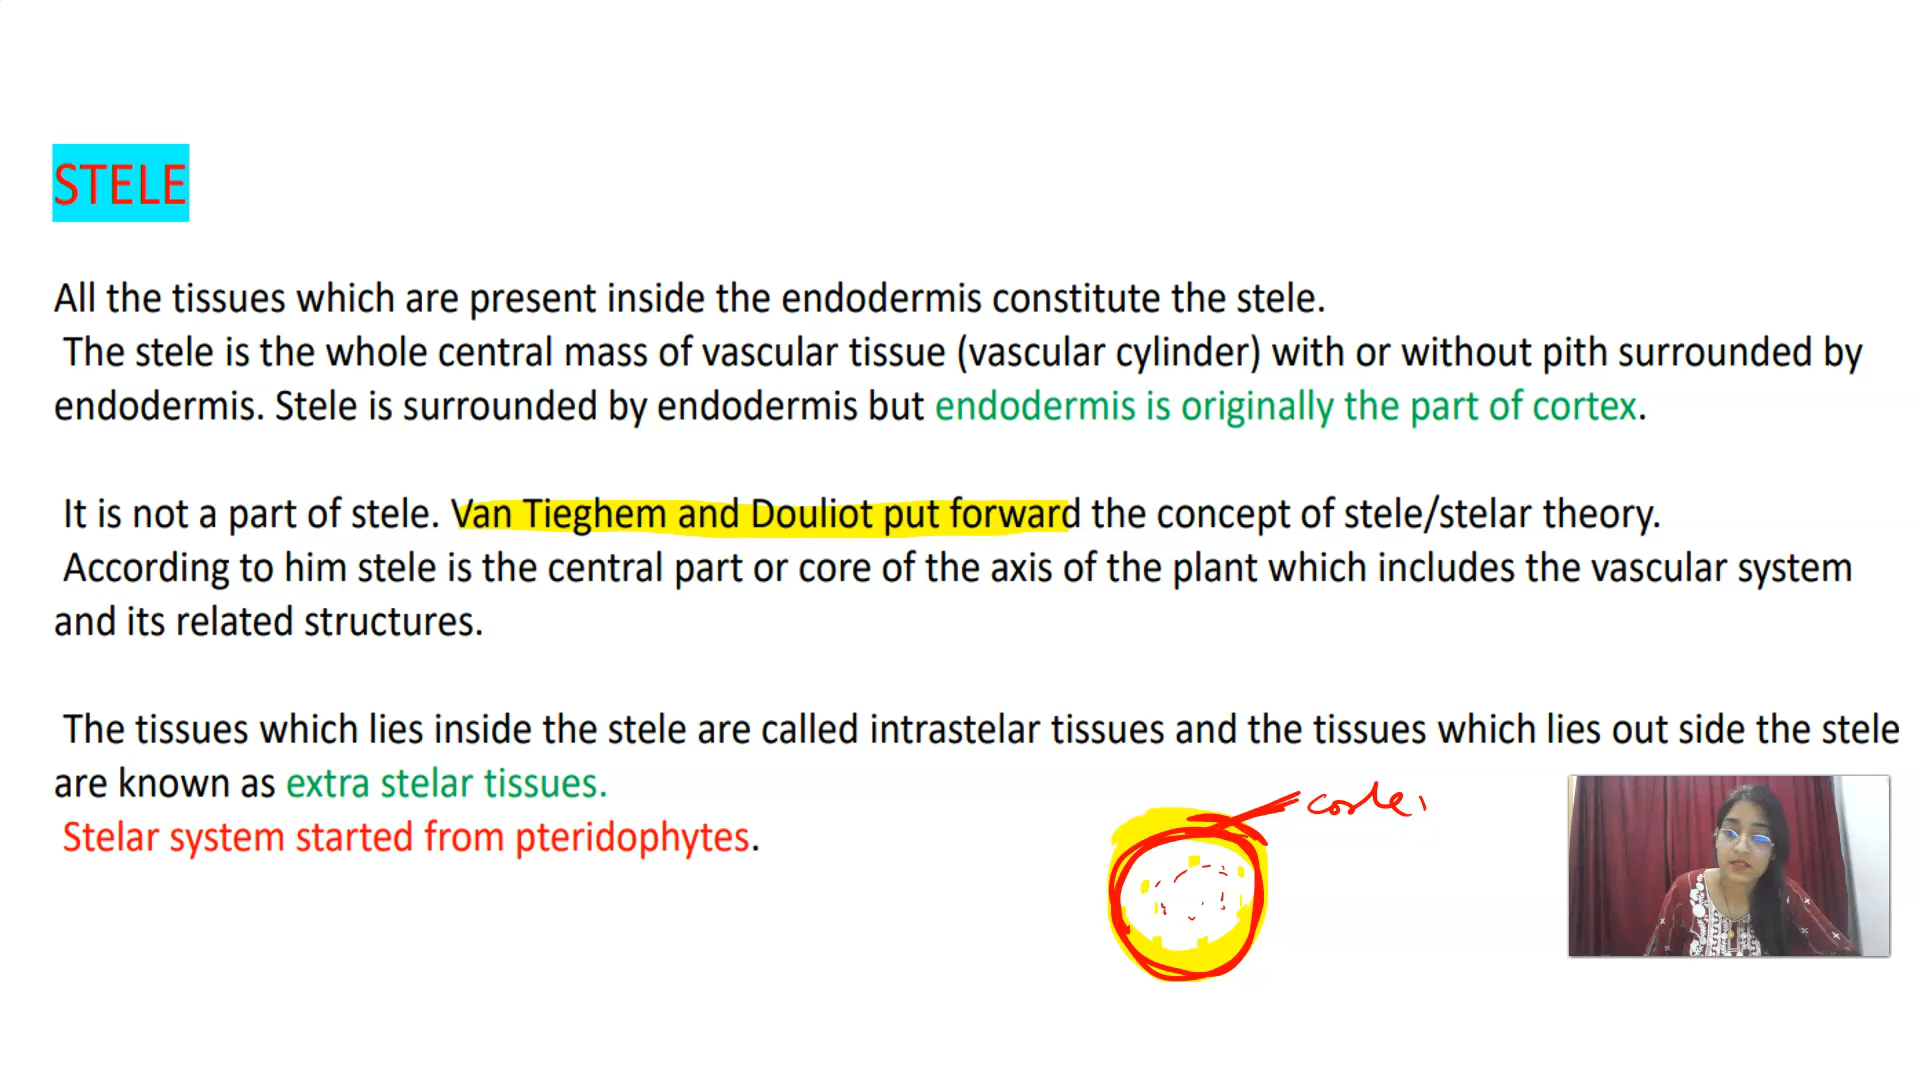 STELE
All the tissues which are present inside the endodermis constitute the stele.
The stele is the whole central mass of vascular tissue (vascular cylinder) with or without pith surrounded by
endodermis. Stele is surrounded by endodermis but endodermis is originally the part of cortex.
It is not a part of stele. Van Tieghem and Douliot put forward the concept of stele/stelar theory.
According to him stele is the central part or core of the axis of the plant which includes the vascular system
and its related structures.
The tissues which lies inside the stele are called intrastelar tissues and the tissues which lies out side the stele
are known as extra stelar tissues.
Stelar system started from pteridophytes.